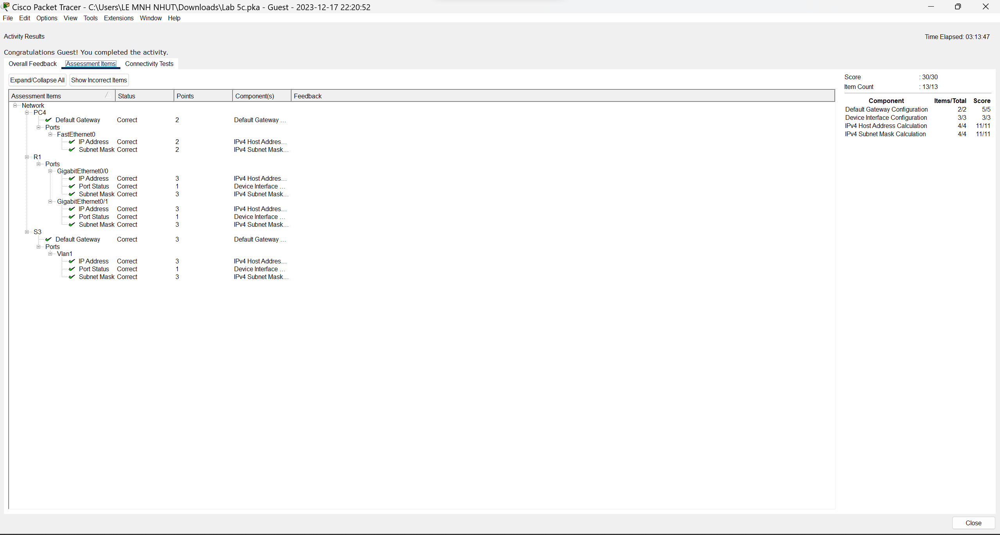 Cisco Packet Tracer - C:\Users\LE MNH NHUT\Downloads\Lab 5c.pka - Guest - 2023-12-17 22:20:52
File Edit Options View Tools Extensions Window Help
Activity Results
Time Elapsed: 03:13:47
Congratulations Guest! You completed the activity.
Overall Feedback Assessment Items Connectivity Tests
Expand/Collapse All Show Incorrect Items
Assessment Items Status Points Component(s) Feedback
Network
PC4
Default Gateway Correct 2 Default Gateway ...
Ports
FastEthernet0
IP Address Correct 2 IPv4 Host Addres...
Subnet Mask Correct 2 IPv4 Subnet Mask...
R1
Ports
GigabitEthernet0/0
IP Address Correct 3 IPv4 Host Addres...
Port Status Correct 1 Device Interface ...
Subnet Mask Correct 3 IPv4 Subnet Mask...
GigabitEthernet0/1
IP Address Correct 3 IPv4 Host Addres...
Port Status Correct 1 Device Interface ...
Subnet Mask Correct 3 IPv4 Subnet Mask...
S3
Default Gateway Correct 3 Default Gateway ...
Ports
Vlan1
IP Address Correct 3 IPv4 Host Addres...
Port Status Correct 1 Device Interface ...
Subnet Mask Correct 3 IPv4 Subnet Mask...
Score : 30/30
Item Count : 13/13
Component Items/Total Score
Default Gateway Configuration 2/2 5/5
Device Interface Configuration 3/3 3/3
IPv4 Host Address Calculation 4/4 11/11
IPv4 Subnet Mask Calculation 4/4 11/11
Close